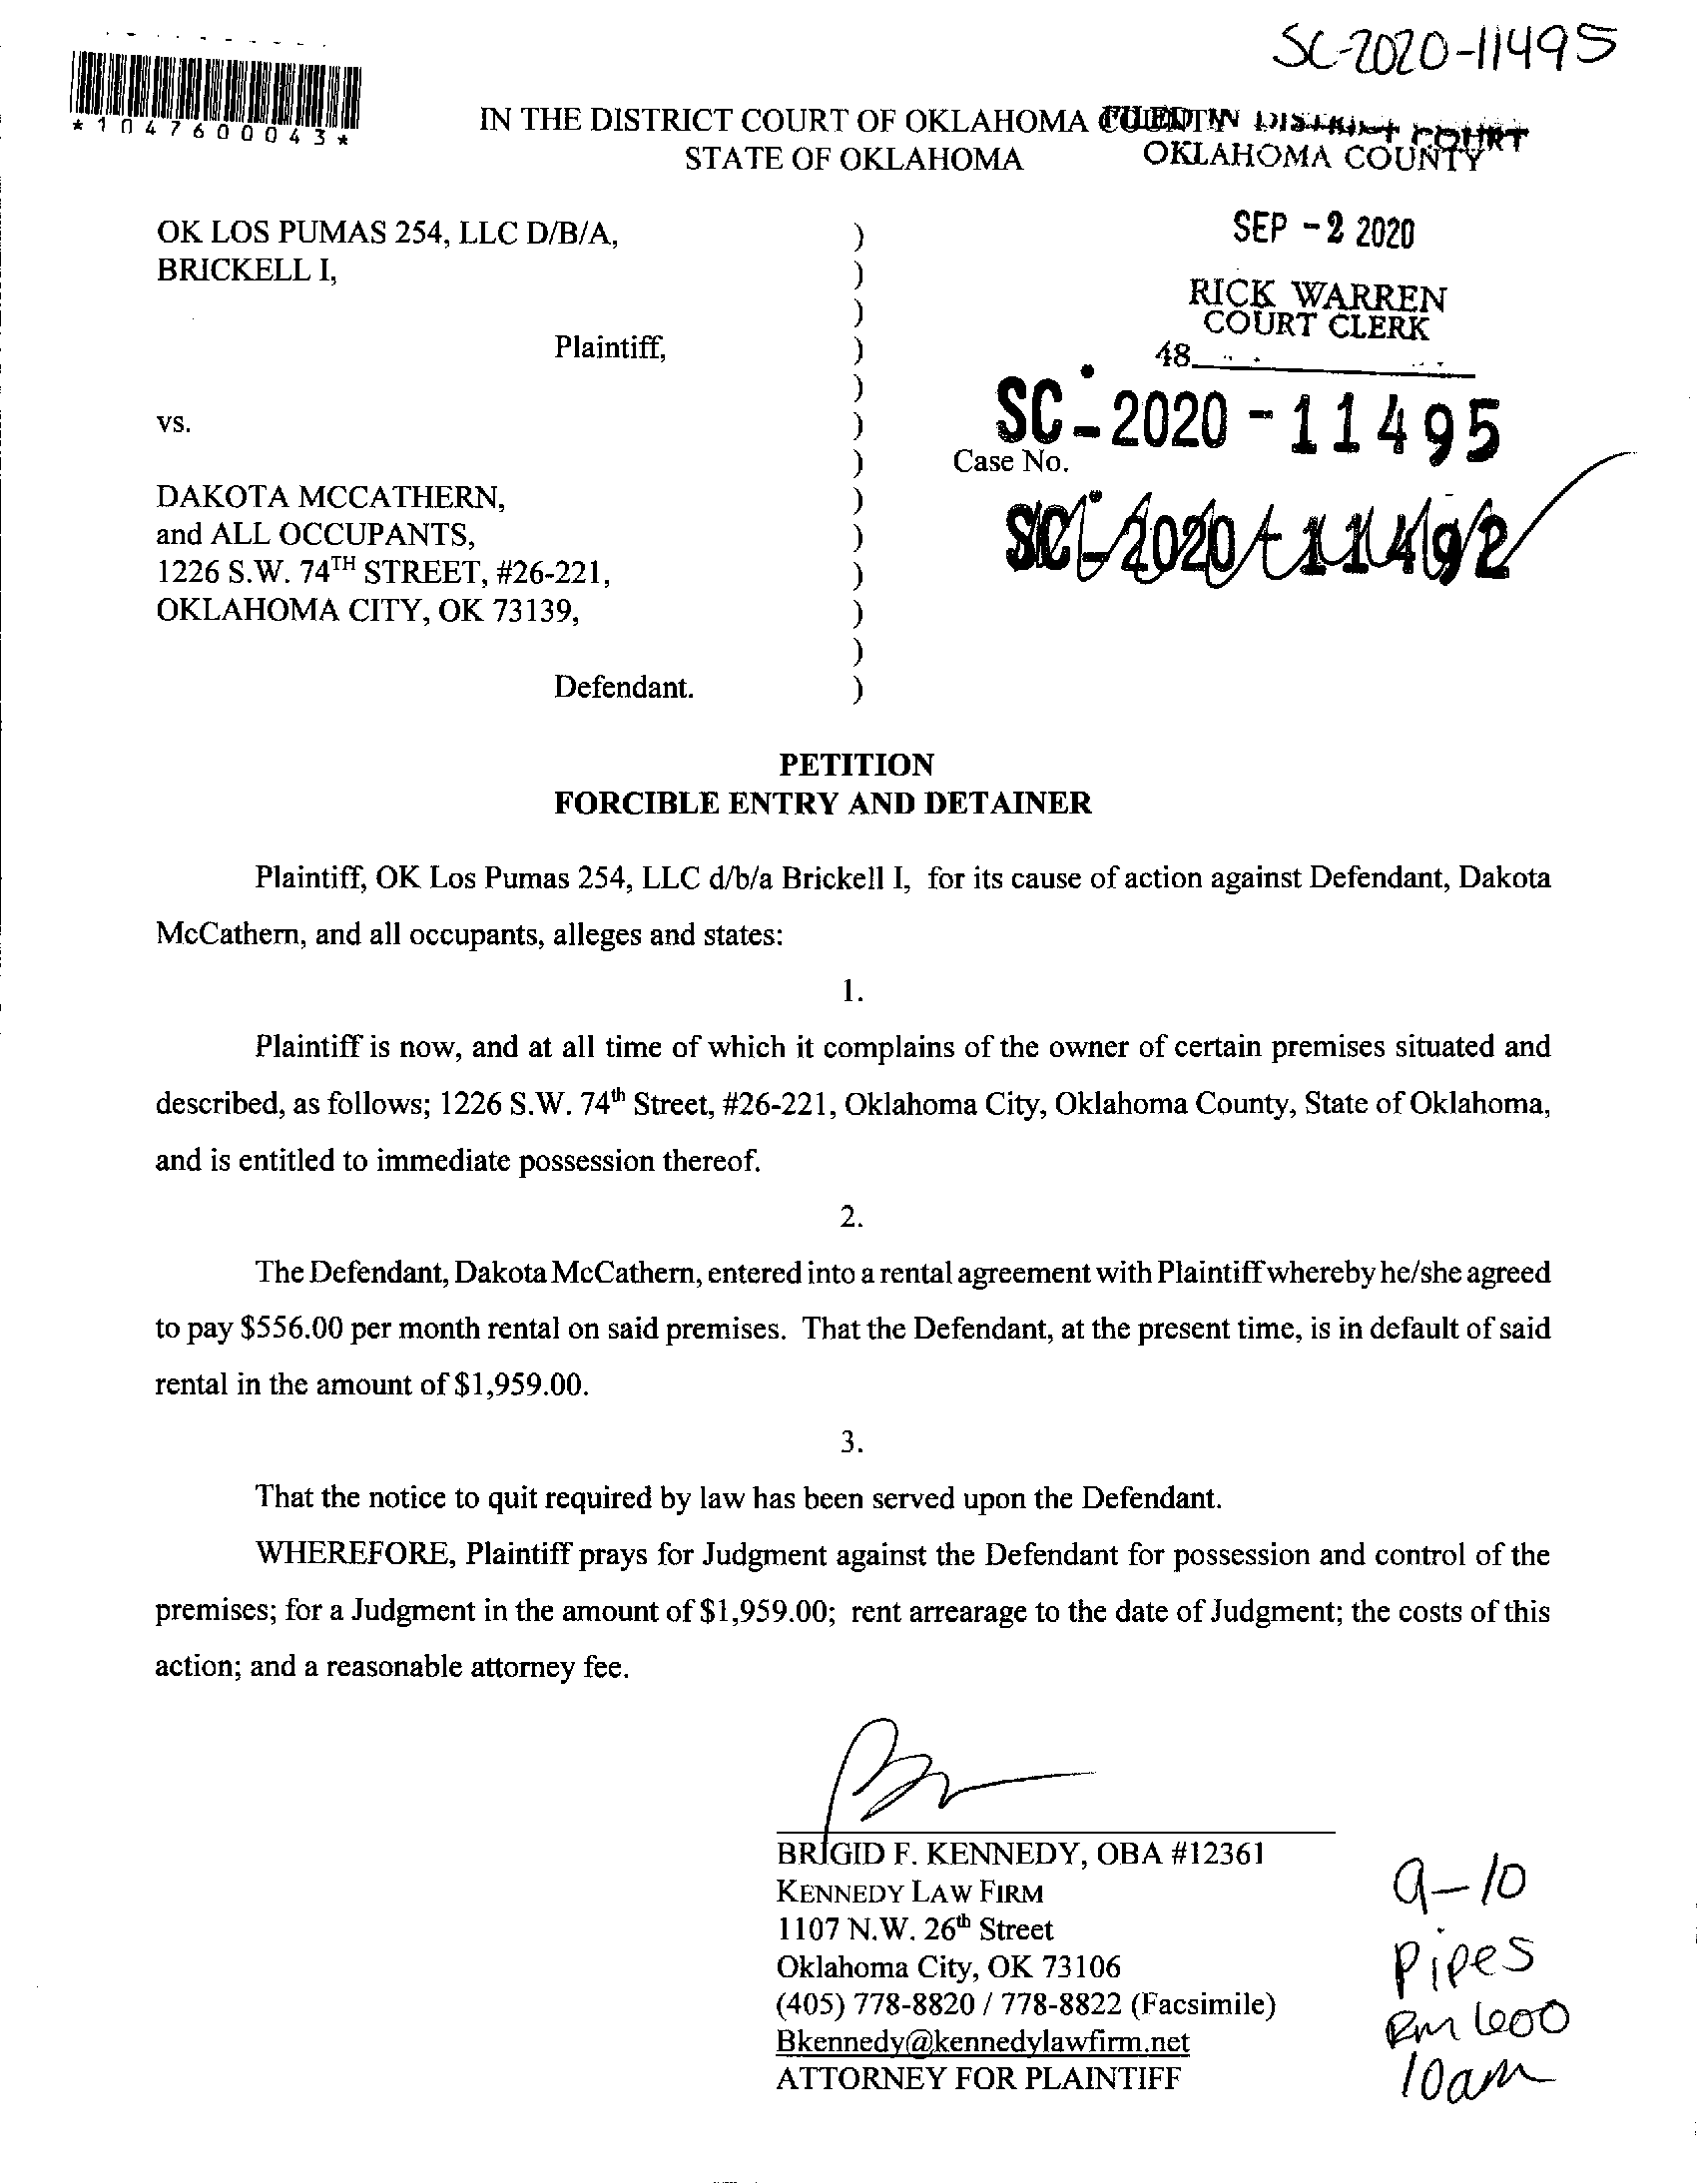 SC-2020-11495
*1047600043*
IN THE DISTRICT COURT OF OKLAHOMA COUNTY
STATE OF OKLAHOMA
FILED IN DISTRICT COURT
OKLAHOMA COUNTY
SEP -2 2020
RICK WARREN
COURT CLERK
48
OK LOS PUMAS 254, LLC D/B/A,
BRICKELL I,
Plaintiff,
vs.
DAKOTA MCCATHERN,
and ALL OCCUPANTS,
1226 S.W. 74TH STREET, #26-221,
OKLAHOMA CITY, OK 73139,
Defendant.
)
)
)
)
)
)
)
)
)
)
)
)
)
SC-2020-11495
Case No.
SC-2020-11492
PETITION
FORCIBLE ENTRY AND DETAINER
Plaintiff, OK Los Pumas 254, LLC d/b/a Brickell I, for its cause of action against Defendant, Dakota
McCathern, and all occupants, alleges and states:
1.
Plaintiff is now, and at all time of which it complains of the owner of certain premises situated and
described, as follows; 1226 S.W. 74th Street, #26-221, Oklahoma City, Oklahoma County, State of Oklahoma,
and is entitled to immediate possession thereof.
2.
The Defendant, Dakota McCathern, entered into a rental agreement with Plaintiff whereby he/she agreed
to pay $556.00 per month rental on said premises. That the Defendant, at the present time, is in default of said
rental in the amount of $1,959.00.
3.
That the notice to quit required by law has been served upon the Defendant.
WHEREFORE, Plaintiff prays for Judgment against the Defendant for possession and control of the
premises; for a Judgment in the amount of $1,959.00; rent arrearage to the date of Judgment; the costs of this
action; and a reasonable attorney fee.
BRIGID F. KENNEDY, OBA #12361
KENNEDY LAW FIRM
1107 N.W. 26th Street
Oklahoma City, OK 73106
(405) 778-8820 / 778-8822 (Facsimile)
Bkennedy@kennedylawfirm.net
ATTORNEY FOR PLAINTIFF
9-10
Pipes
Rm 600
10am